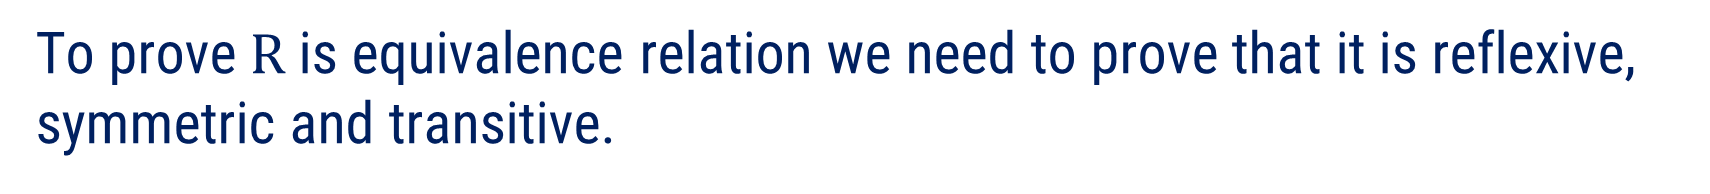 To prove R is equivalence relation we need to prove that it is reflexive,
symmetric and transitive.